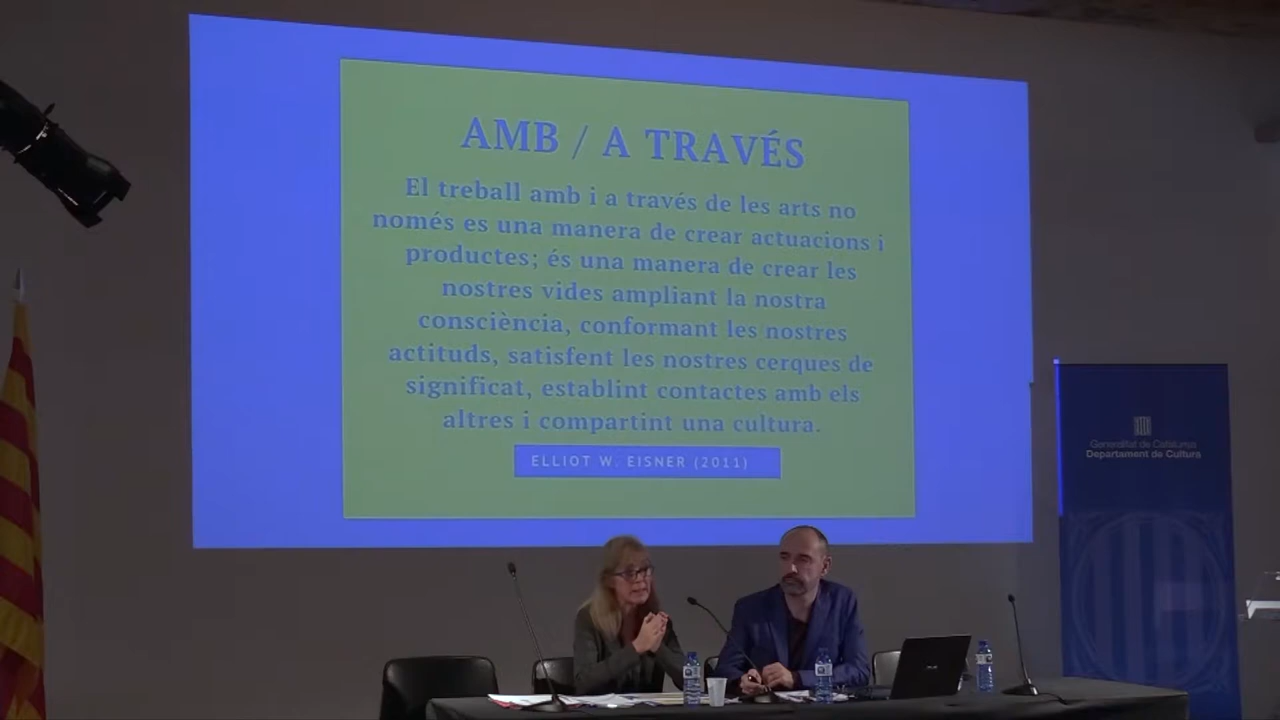 AMB / A TRAVÉS
El treball amb i a través de les arts no
només es una manera de crear actuacions i
productes; és una manera de crear les
nostres vides ampliant la nostra
consciència, conformant les nostres
actituds, satisfent les nostres cerques de
significat, establint contactes amb els
altres i compartint una cultura.
ELLIOT W. EISNER (2011)
Generalitat de Catalunya
Departament de Cultura